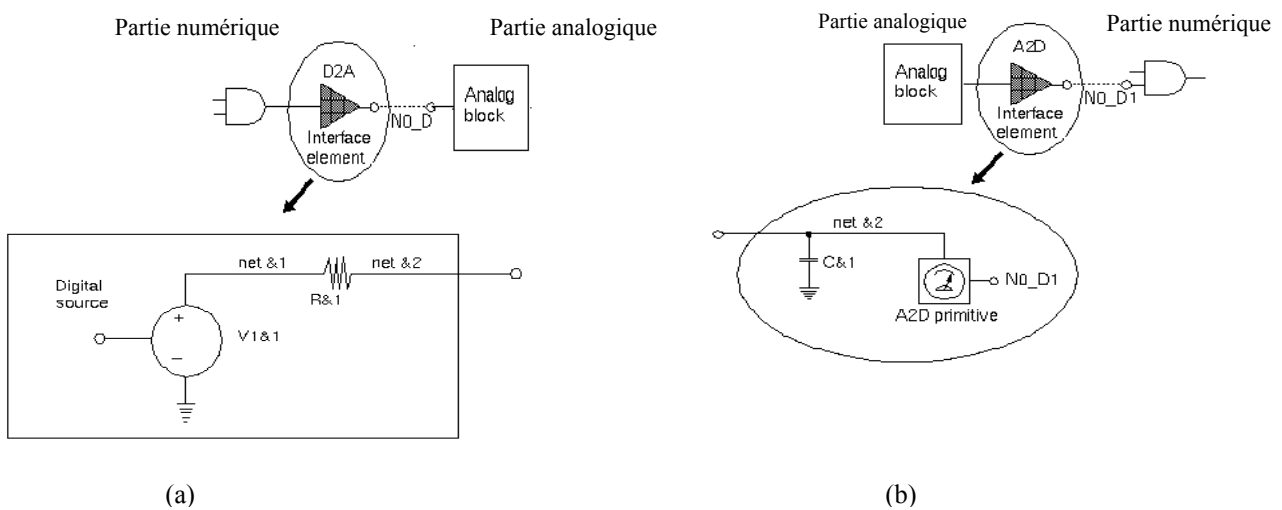 Partie numérique
Partie analogique
D2A
Interface
element
N0_D
Analog
block
net &1
net &2
R&1
Digital
source
+
V1&1
–
(a)
Partie analogique
Partie numérique
A2D
Analog
block
Interface
element
N0_D1
net &2
C&1
N0_D1
A2D primitive
(b)